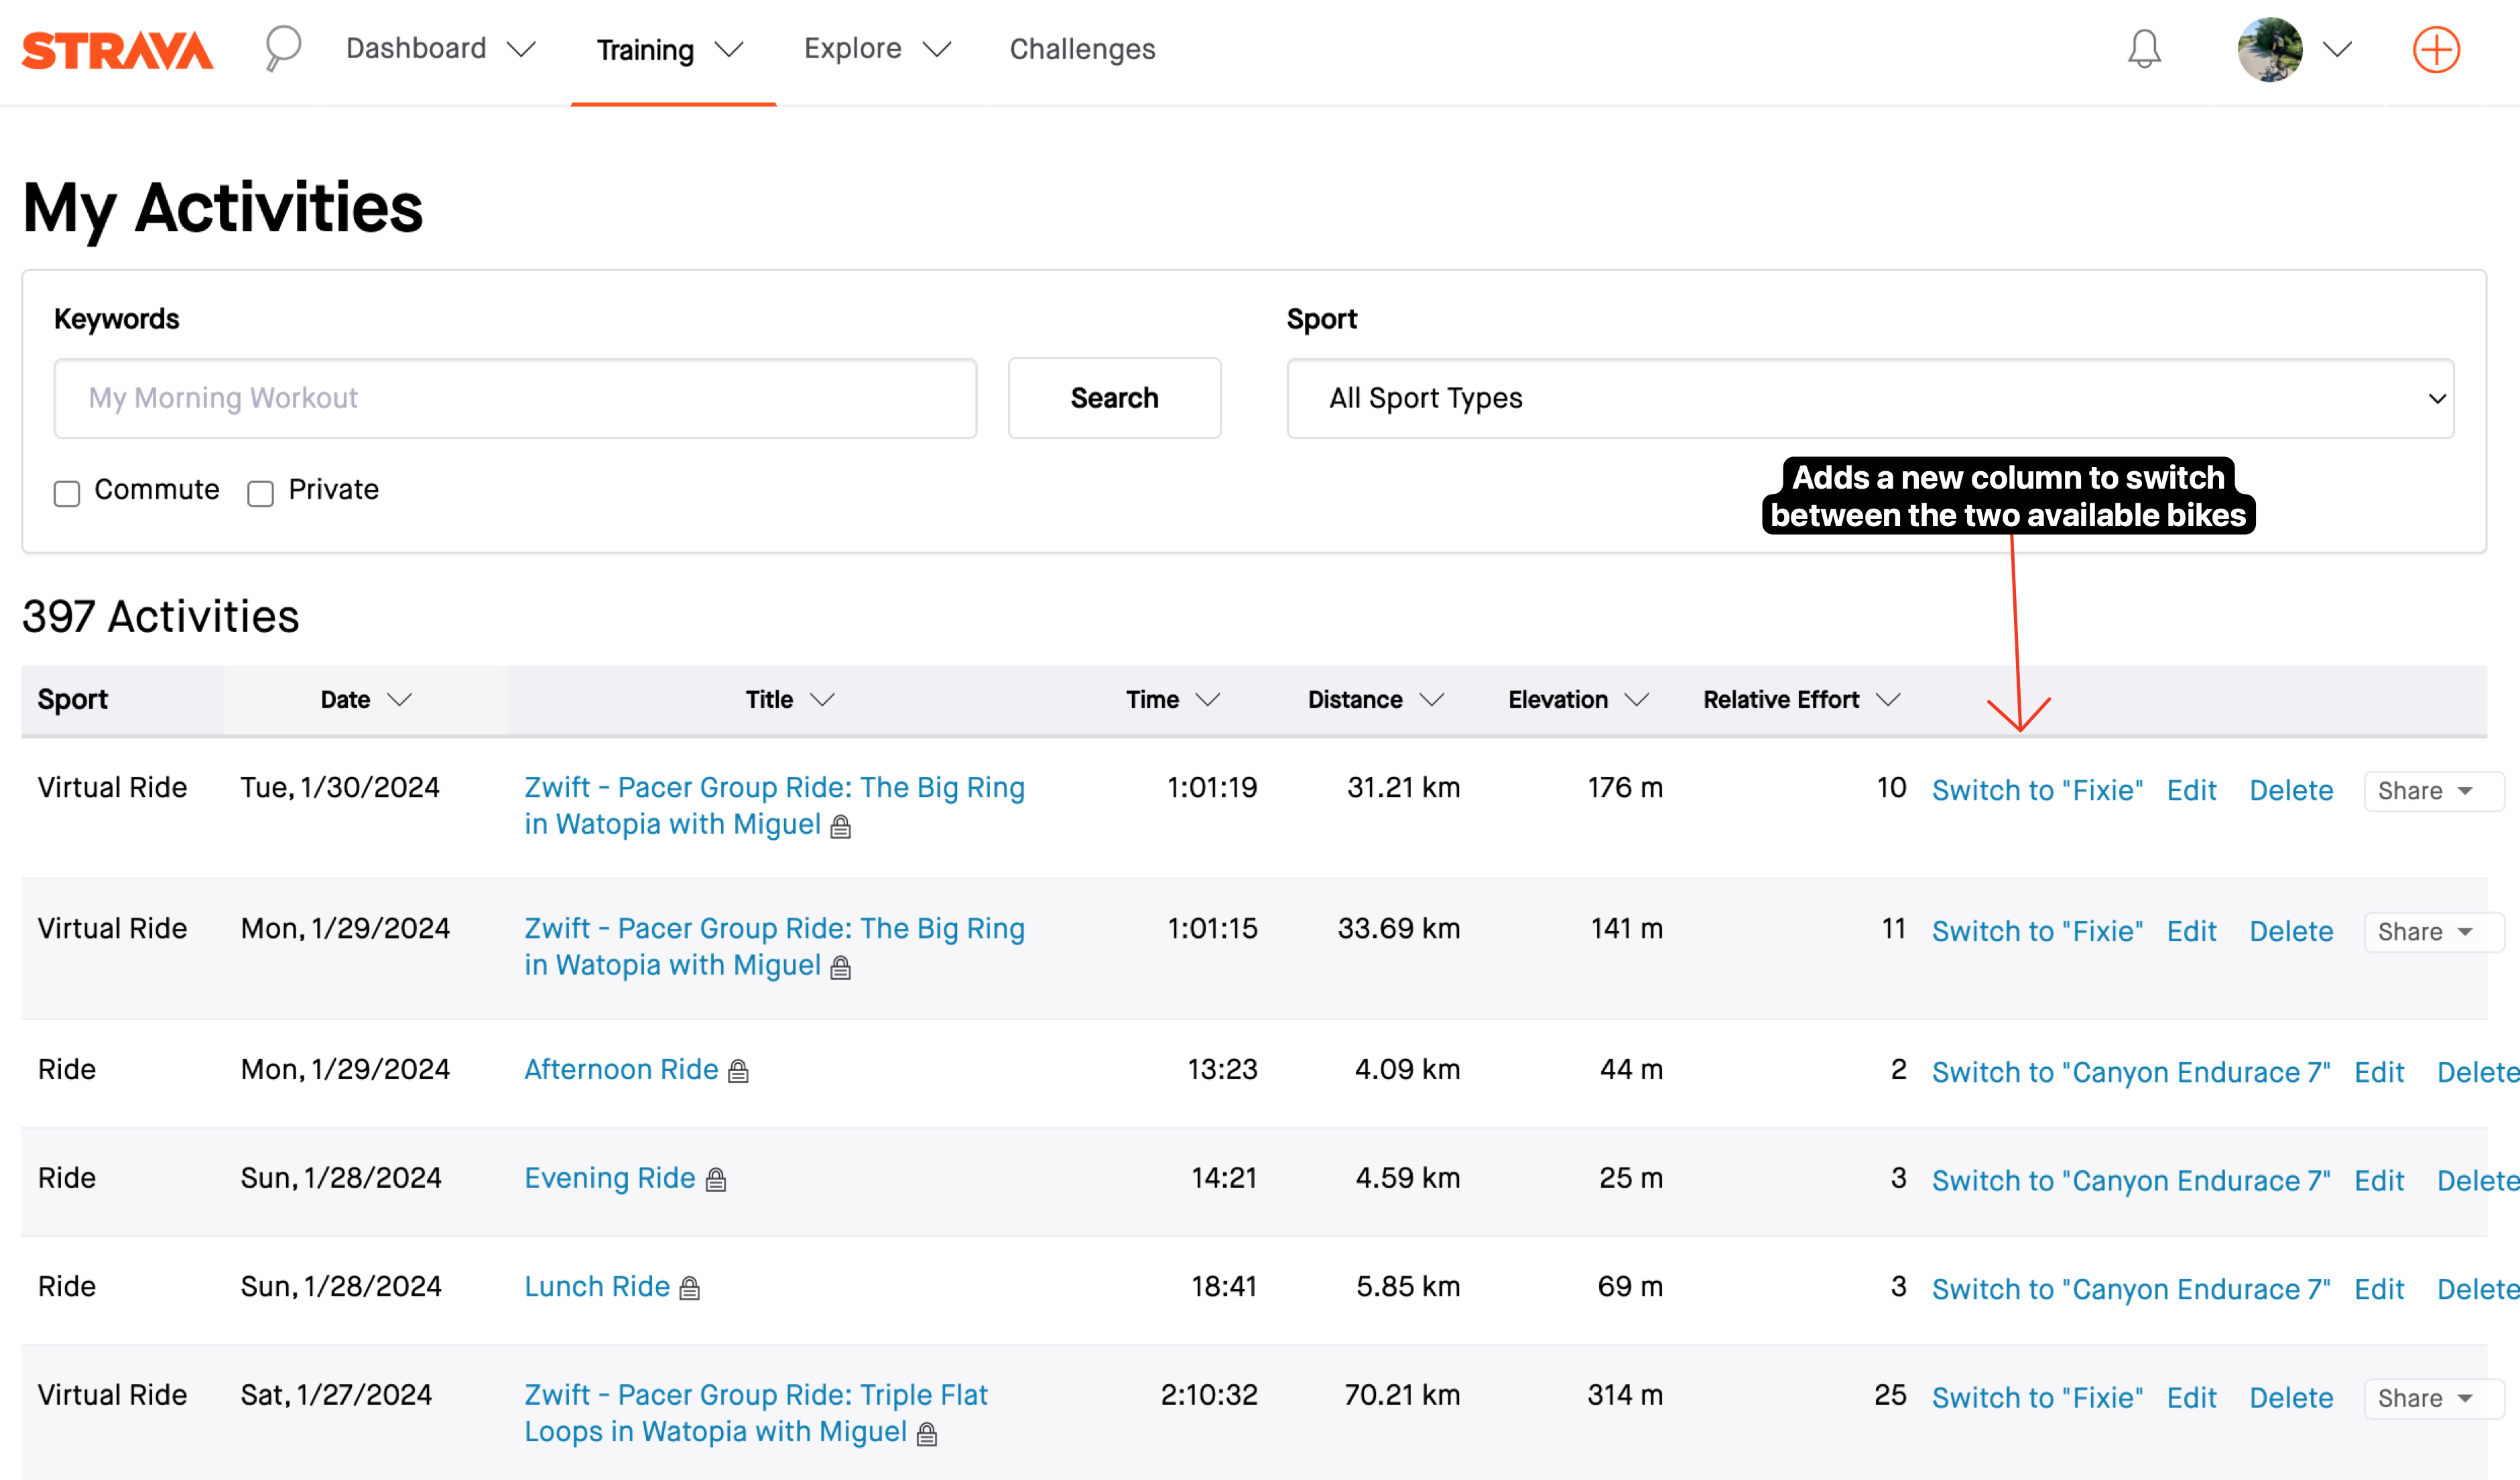 STRAVA Dashboard Training Explore Challenges
My Activities
Keywords Sport
My Morning Workout Search All Sport Types
Commute Private
Adds a new column to switch
between the two available bikes
397 Activities
Sport Date Title Time Distance Elevation Relative Effort
Virtual Ride Tue, 1/30/2024 Zwift - Pacer Group Ride: The Big Ring 1:01:19 31.21 km 176 m 10 Switch to "Fixie" Edit Delete Share
in Watopia with Miguel
Virtual Ride Mon, 1/29/2024 Zwift - Pacer Group Ride: The Big Ring 1:01:15 33.69 km 141 m 11 Switch to "Fixie" Edit Delete Share
in Watopia with Miguel
Ride Mon, 1/29/2024 Afternoon Ride 13:23 4.09 km 44 m 2 Switch to "Canyon Endurace 7" Edit Delete
Ride Sun, 1/28/2024 Evening Ride 14:21 4.59 km 25 m 3 Switch to "Canyon Endurace 7" Edit Delete
Ride Sun, 1/28/2024 Lunch Ride 18:41 5.85 km 69 m 3 Switch to "Canyon Endurace 7" Edit Delete
Virtual Ride Sat, 1/27/2024 Zwift - Pacer Group Ride: Triple Flat 2:10:32 70.21 km 314 m 25 Switch to "Fixie" Edit Delete Share
Loops in Watopia with Miguel